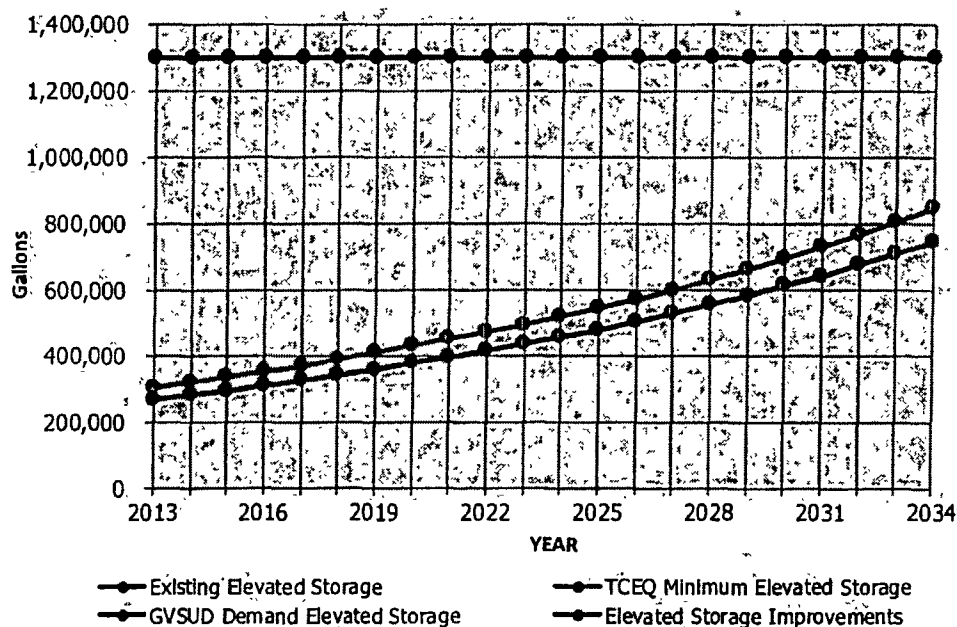 1,400,000
1,200,000
1,000,000
800,000
600,000
400,000
200,000
0
Gallons
2013 2016 2019 2022 2025 2028 2031 2034
YEAR
Existing Elevated Storage TCEQ Minimum Elevated Storage
GVSUD Demand Elevated Storage Elevated Storage Improvements